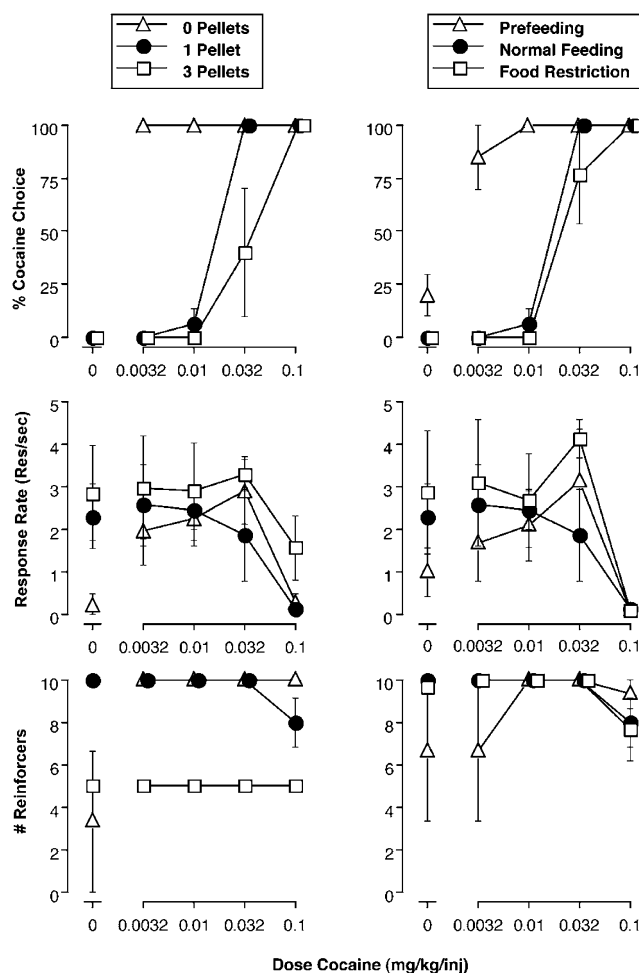 0 Pellets
1 Pellet
3 Pellets
Prefeeding
Normal Feeding
Food Restriction
% Cocaine Choice
100
75
50
25
0
0 0.0032 0.01 0.032 0.1
100
75
50
25
0
0 0.0032 0.01 0.032 0.1
Response Rate (Res/sec)
5
4
3
2
1
0
0 0.0032 0.01 0.032 0.1
5
4
3
2
1
0
0 0.0032 0.01 0.032 0.1
# Reinforcers
10
8
6
4
2
0
0 0.0032 0.01 0.032 0.1
10
8
6
4
2
0
0 0.0032 0.01 0.032 0.1
Dose Cocaine (mg/kg/inj)